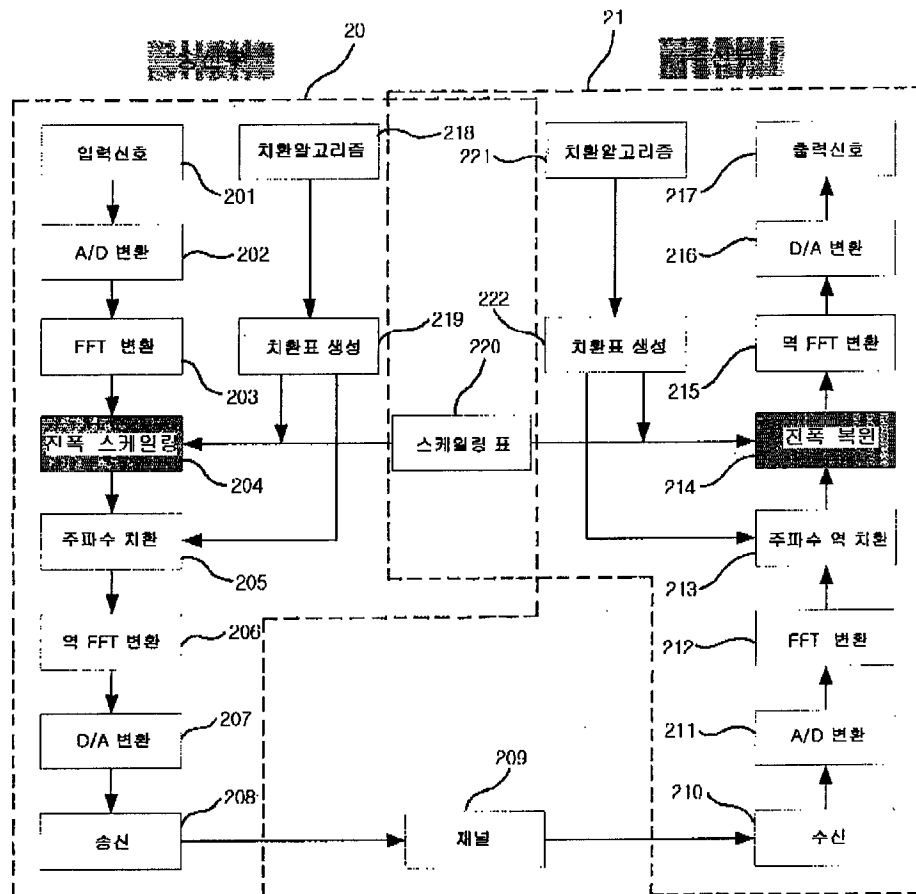 20
21
입력신호
201
치환알고리즘
218
221
치환알고리즘
출력신호
217
A/D 변환
202
D/A 변환
216
FFT 변환
203
치환표 생성
219
222
치환표 생성
역 FFT 변환
215
220
진폭 스케일링
204
스케일링 표
진폭 복원
214
주파수 치환
205
주파수 역 치환
213
역 FFT 변환
206
FFT 변환
212
D/A 변환
207
A/D 변환
211
송신
208
채널
209
수신
210